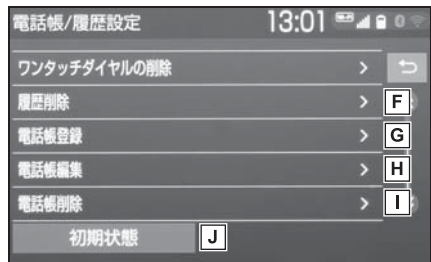 電話帳/履歴設定 13:01
ワンタッチダイヤルの削除
履歴削除 F
電話帳登録 G
電話帳編集 H
電話帳削除 I
初期状態 J